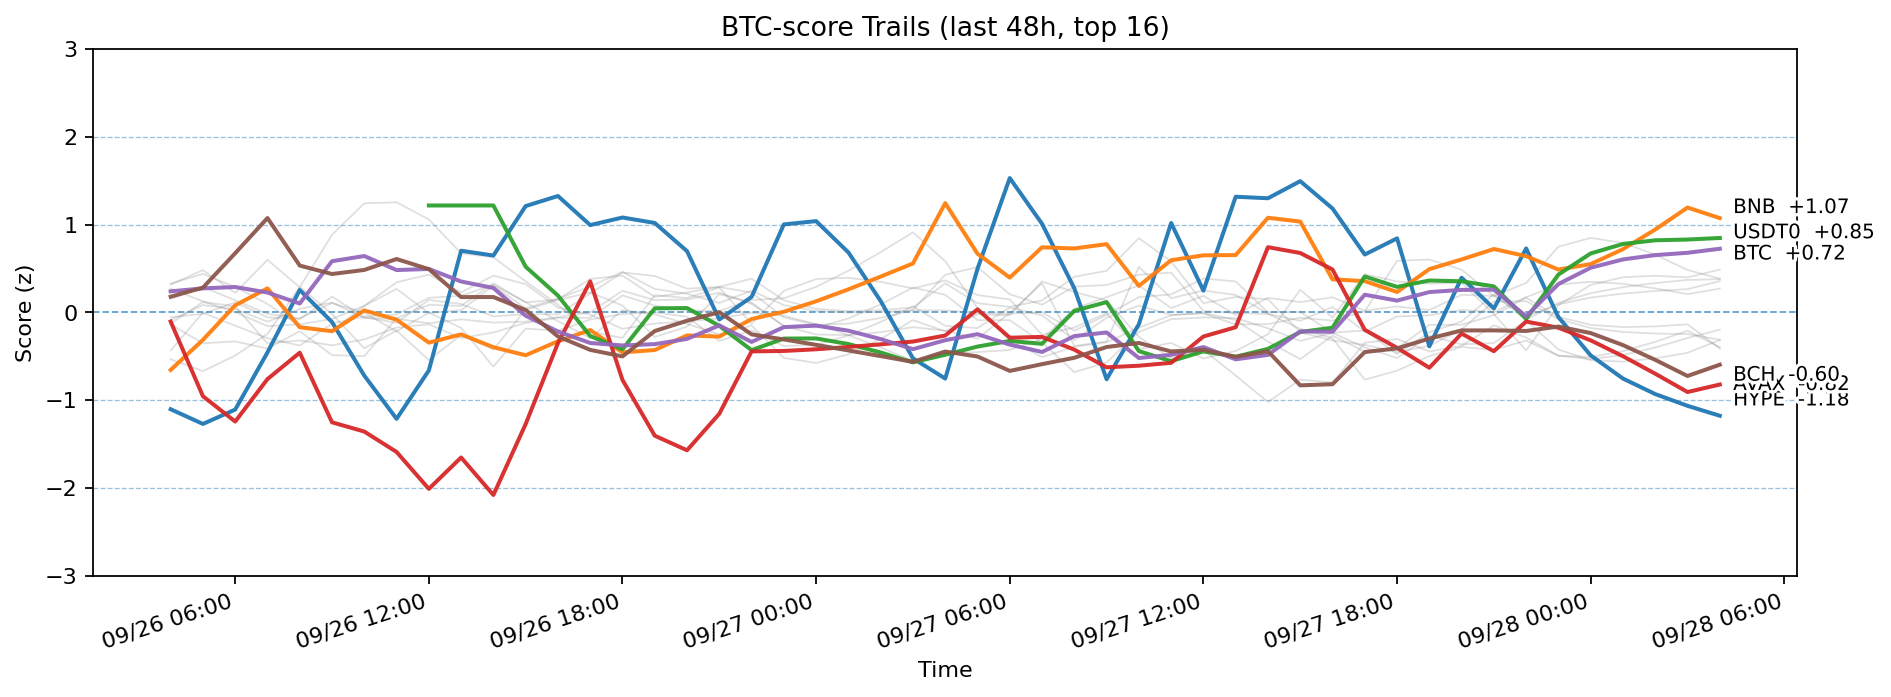 BTC-score Trails (last 48h, top 16)
3
2
1
0
−1
−2
−3
Score (z)
BNB +1.07
USDT0 +0.85
BTC +0.72
BCH -0.60
AVAX -0.82
HYPE -1.18
09/26 06:00
09/26 12:00
09/26 18:00
09/27 00:00
09/27 06:00
09/27 12:00
09/27 18:00
09/28 00:00
09/28 06:00
Time